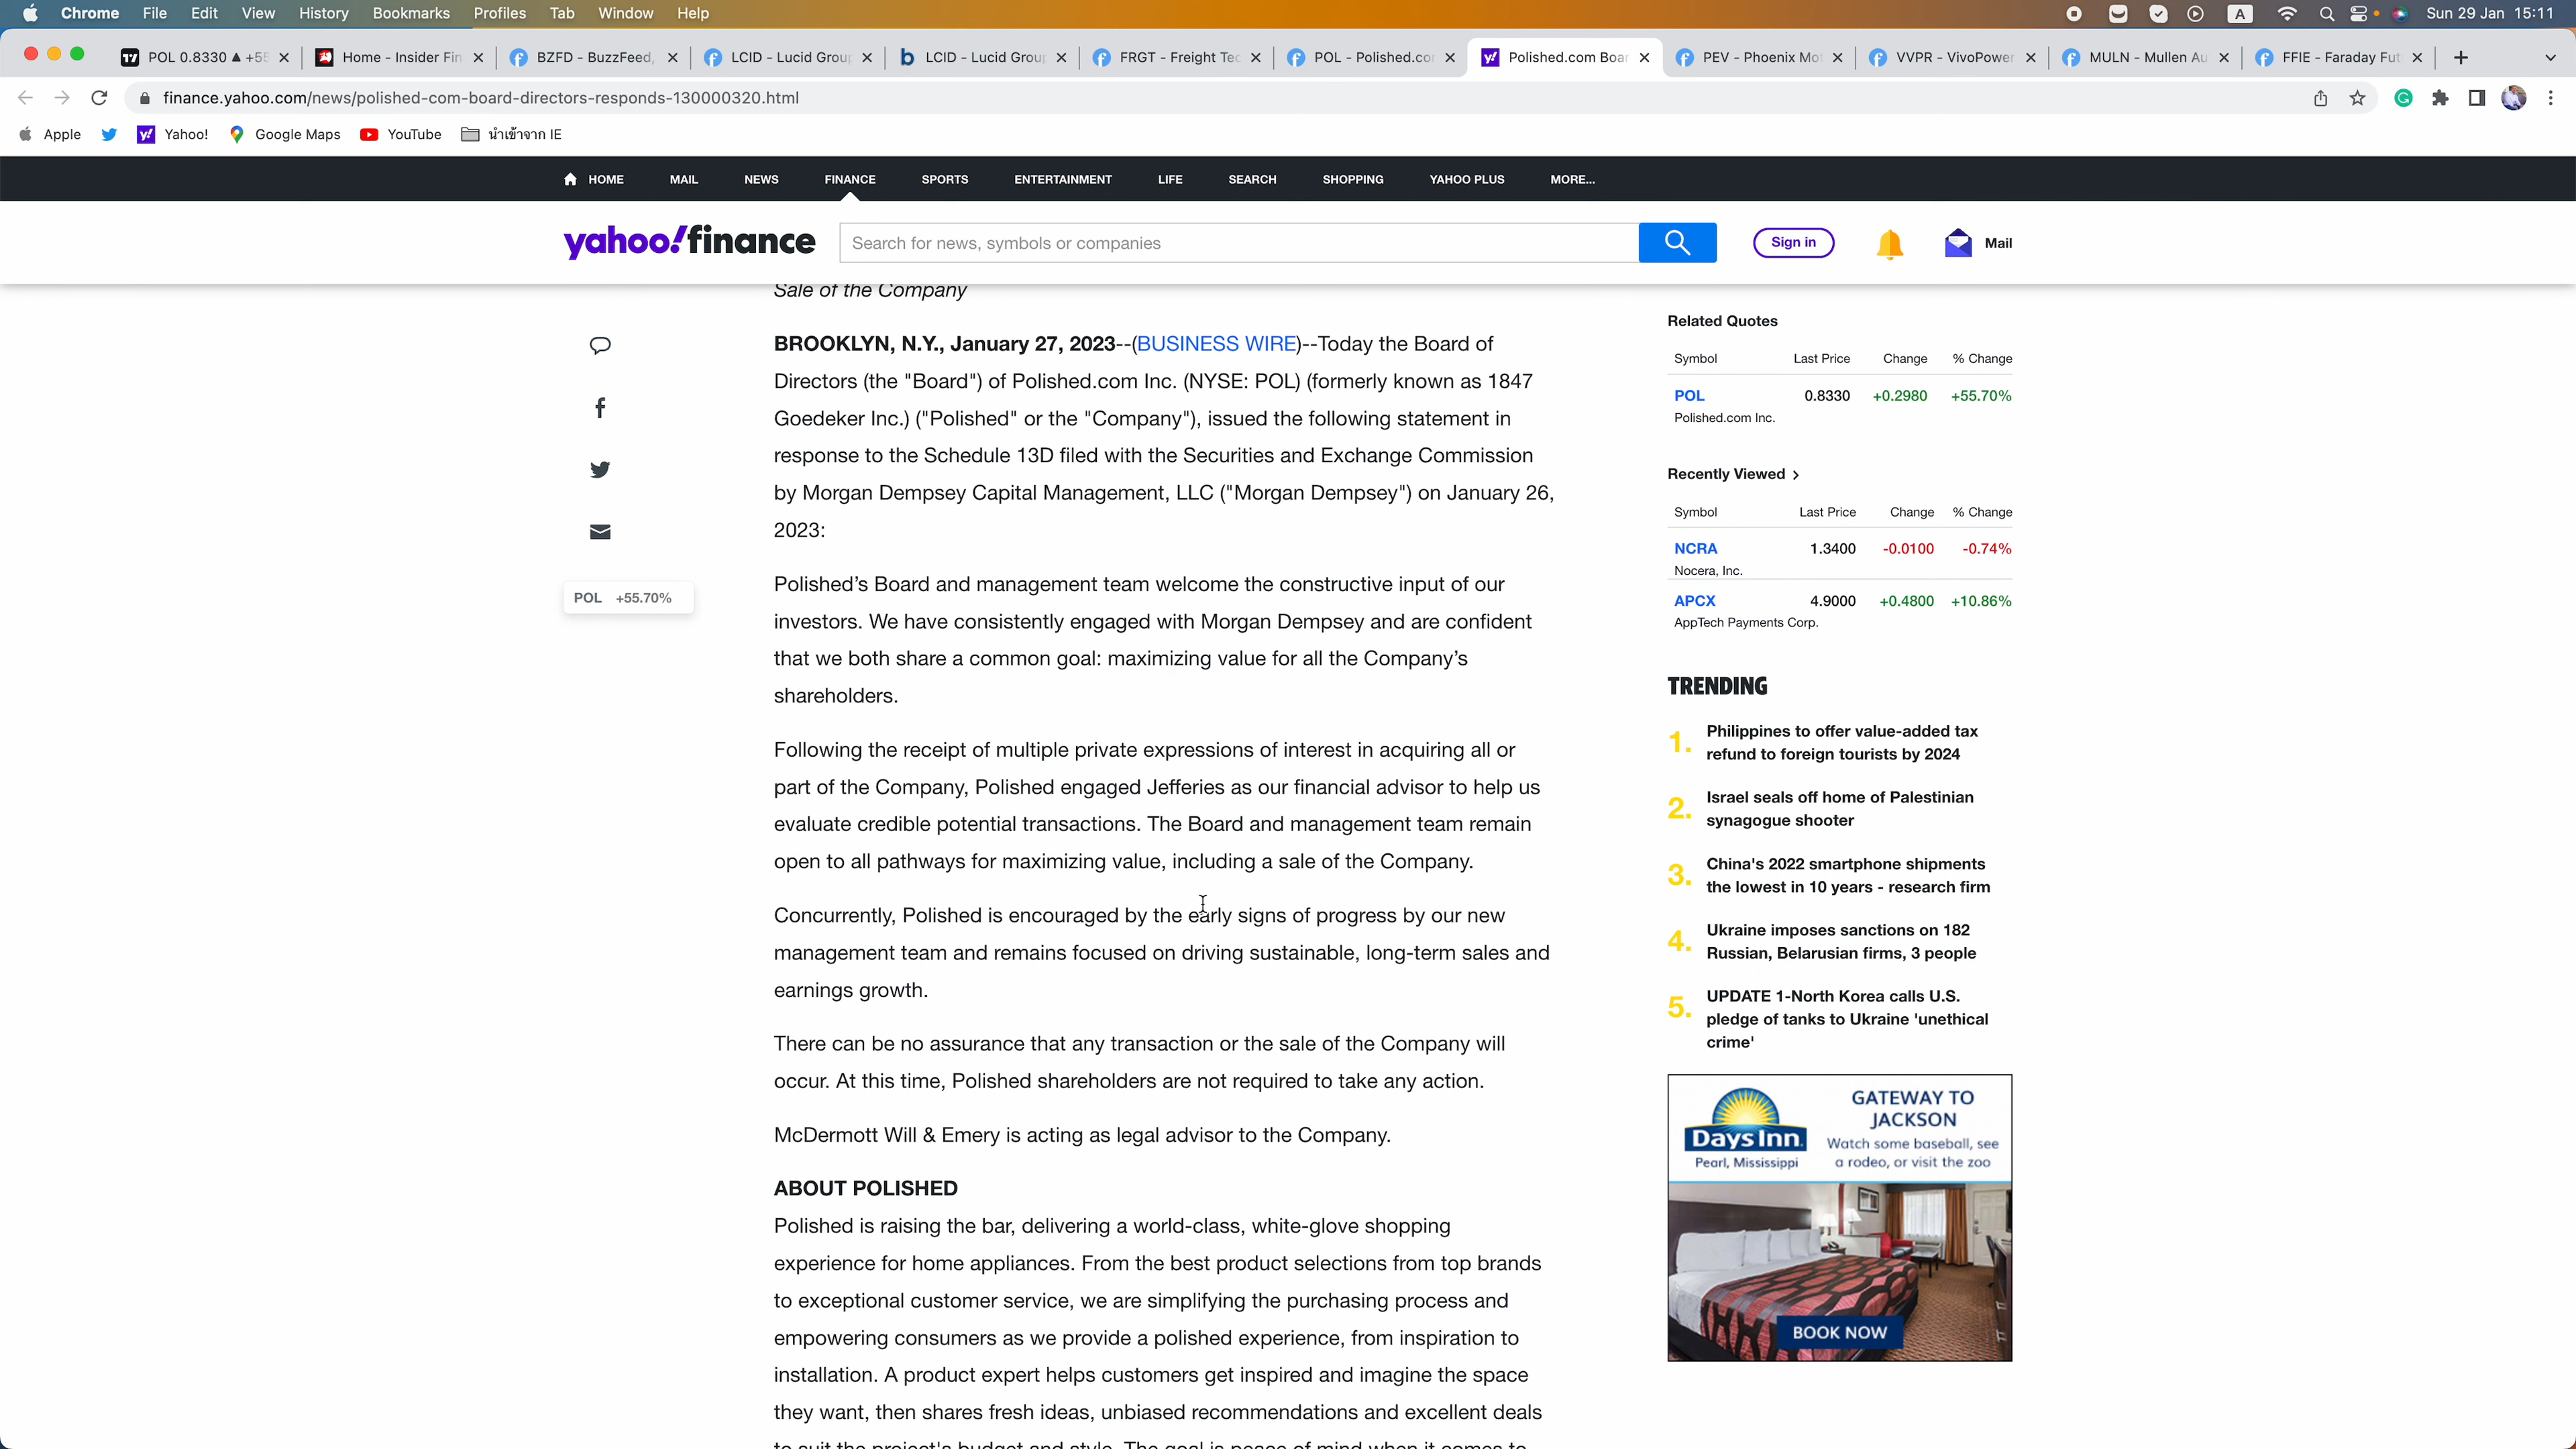 Chrome File Edit View History Bookmarks Profiles Tab Window Help
A Sun 29 Jan 15:11
POL 0.8330 ▲ +55
Home - Insider Fin
BZFD - BuzzFeed,
LCID - Lucid Group
LCID - Lucid Group
FRGT - Freight Tec
POL - Polished.com
Polished.com Boar
PEV - Phoenix Mot
VVPR - VivoPower
MULN - Mullen Au
FFIE - Faraday Fut
finance.yahoo.com/news/polished-com-board-directors-responds-130000320.html
Apple Yahoo! Google Maps YouTube นำเข้าจาก IE
HOME MAIL NEWS FINANCE SPORTS ENTERTAINMENT LIFE SEARCH SHOPPING YAHOO PLUS MORE...
yahoo!finance
Search for news, symbols or companies
Sign in
Mail
Sale of the Company
BROOKLYN, N.Y., January 27, 2023--(BUSINESS WIRE)--Today the Board of
Directors (the "Board") of Polished.com Inc. (NYSE: POL) (formerly known as 1847
Goedeker Inc.) ("Polished" or the "Company"), issued the following statement in
response to the Schedule 13D filed with the Securities and Exchange Commission
by Morgan Dempsey Capital Management, LLC ("Morgan Dempsey") on January 26,
2023:
Polished’s Board and management team welcome the constructive input of our
investors. We have consistently engaged with Morgan Dempsey and are confident
that we both share a common goal: maximizing value for all the Company’s
shareholders.
Following the receipt of multiple private expressions of interest in acquiring all or
part of the Company, Polished engaged Jefferies as our financial advisor to help us
evaluate credible potential transactions. The Board and management team remain
open to all pathways for maximizing value, including a sale of the Company.
Concurrently, Polished is encouraged by the early signs of progress by our new
management team and remains focused on driving sustainable, long-term sales and
earnings growth.
There can be no assurance that any transaction or the sale of the Company will
occur. At this time, Polished shareholders are not required to take any action.
McDermott Will & Emery is acting as legal advisor to the Company.
ABOUT POLISHED
Polished is raising the bar, delivering a world-class, white-glove shopping
experience for home appliances. From the best product selections from top brands
to exceptional customer service, we are simplifying the purchasing process and
empowering consumers as we provide a polished experience, from inspiration to
installation. A product expert helps customers get inspired and imagine the space
they want, then shares fresh ideas, unbiased recommendations and excellent deals
to suit the project's budget and style. The goal is peace of mind when it comes to
POL +55.70%
Related Quotes
Symbol Last Price Change % Change
POL 0.8330 +0.2980 +55.70%
Polished.com Inc.
Recently Viewed
Symbol Last Price Change % Change
NCRA 1.3400 -0.0100 -0.74%
Nocera, Inc.
APCX 4.9000 +0.4800 +10.86%
AppTech Payments Corp.
TRENDING
1. Philippines to offer value-added tax
refund to foreign tourists by 2024
2. Israel seals off home of Palestinian
synagogue shooter
3. China's 2022 smartphone shipments
the lowest in 10 years - research firm
4. Ukraine imposes sanctions on 182
Russian, Belarusian firms, 3 people
5. UPDATE 1-North Korea calls U.S.
pledge of tanks to Ukraine 'unethical
crime'
Days Inn
Pearl, Mississippi
GATEWAY TO
JACKSON
Watch some baseball, see
a rodeo, or visit the zoo
BOOK NOW